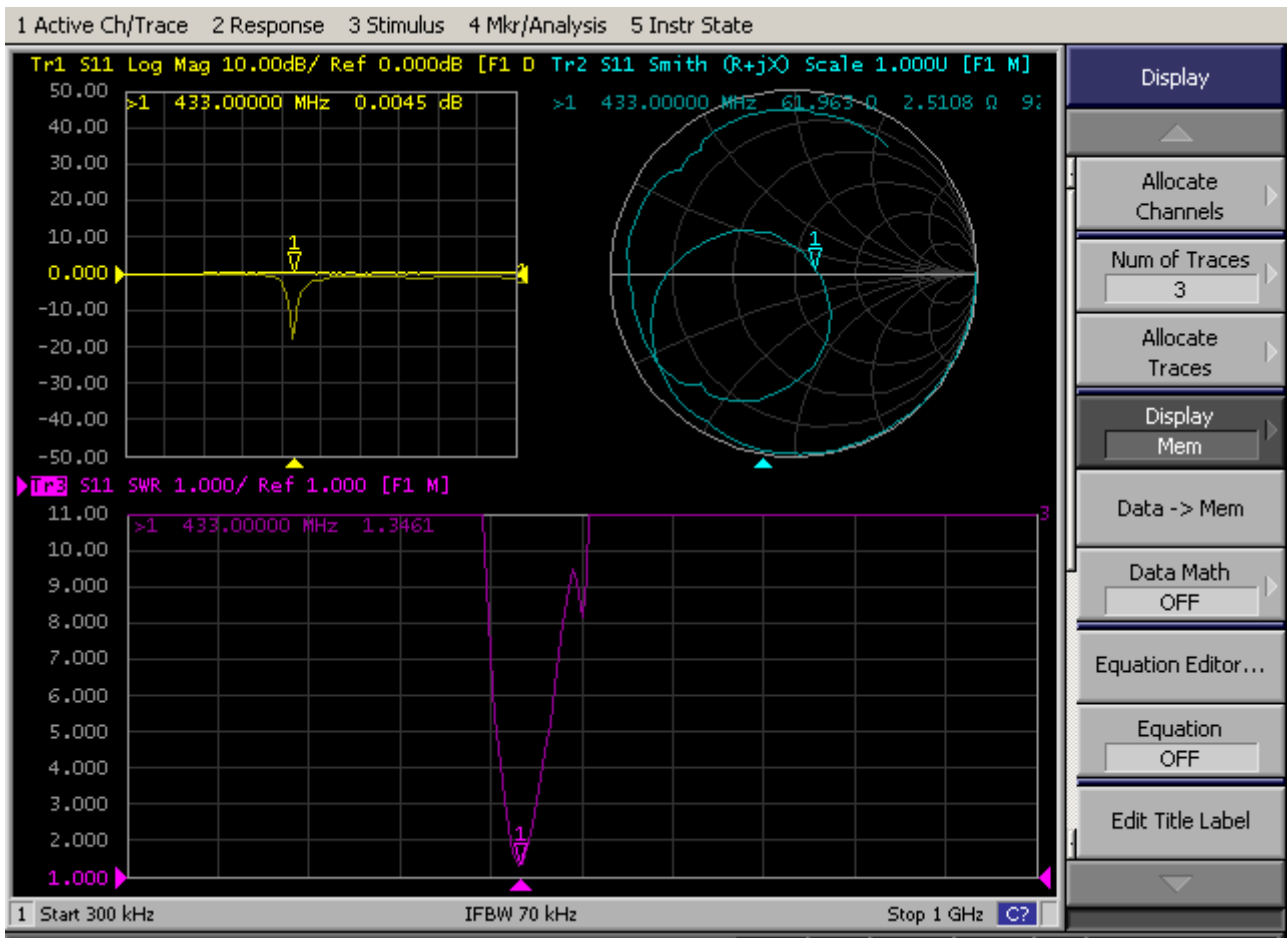 1 Active Ch/Trace 2 Response 3 Stimulus 4 Mkr/Analysis 5 Instr State
Tr1 S11 Log Mag 10.00dB/ Ref 0.000dB [F1 D
50.00
>1 433.00000 MHz 0.0045 dB
40.00
30.00
20.00
10.00
0.000
-10.00
-20.00
-30.00
-40.00
-50.00
1
Tr2 S11 Smith (R+jX) Scale 1.000U [F1 M]
>1 433.00000 MHz 61.963 Ω 2.5108 Ω 92
1
Tr3 S11 SWR 1.000/ Ref 1.000 [F1 M]
11.00
>1 433.00000 MHz 1.3461
3
10.00
9.000
8.000
7.000
6.000
5.000
4.000
3.000
2.000
1
1.000
1 Start 300 kHz IFBW 70 kHz Stop 1 GHz C?
Display
Allocate
Channels
Num of Traces
3
Allocate
Traces
Display
Mem
Data -> Mem
Data Math
OFF
Equation Editor...
Equation
OFF
Edit Title Label